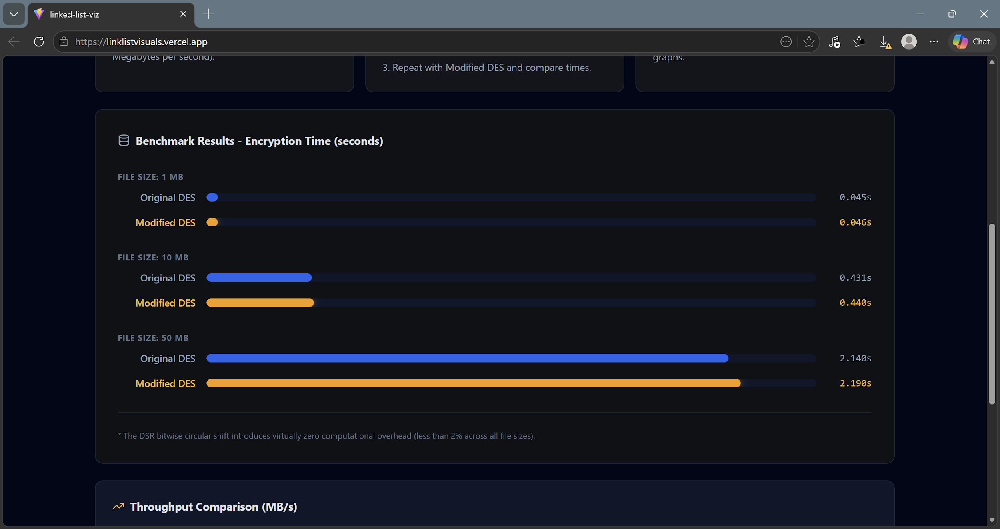 linked-list-viz
https://linklistvisuals.vercel.app
Chat
Megabytes per second).
3. Repeat with Modified DES and compare times.
graphs.
Benchmark Results - Encryption Time (seconds)
FILE SIZE: 1 MB
Original DES 0.045s
Modified DES 0.046s
FILE SIZE: 10 MB
Original DES 0.431s
Modified DES 0.440s
FILE SIZE: 50 MB
Original DES 2.140s
Modified DES 2.190s
* The DSR bitwise circular shift introduces virtually zero computational overhead (less than 2% across all file sizes).
Throughput Comparison (MB/s)